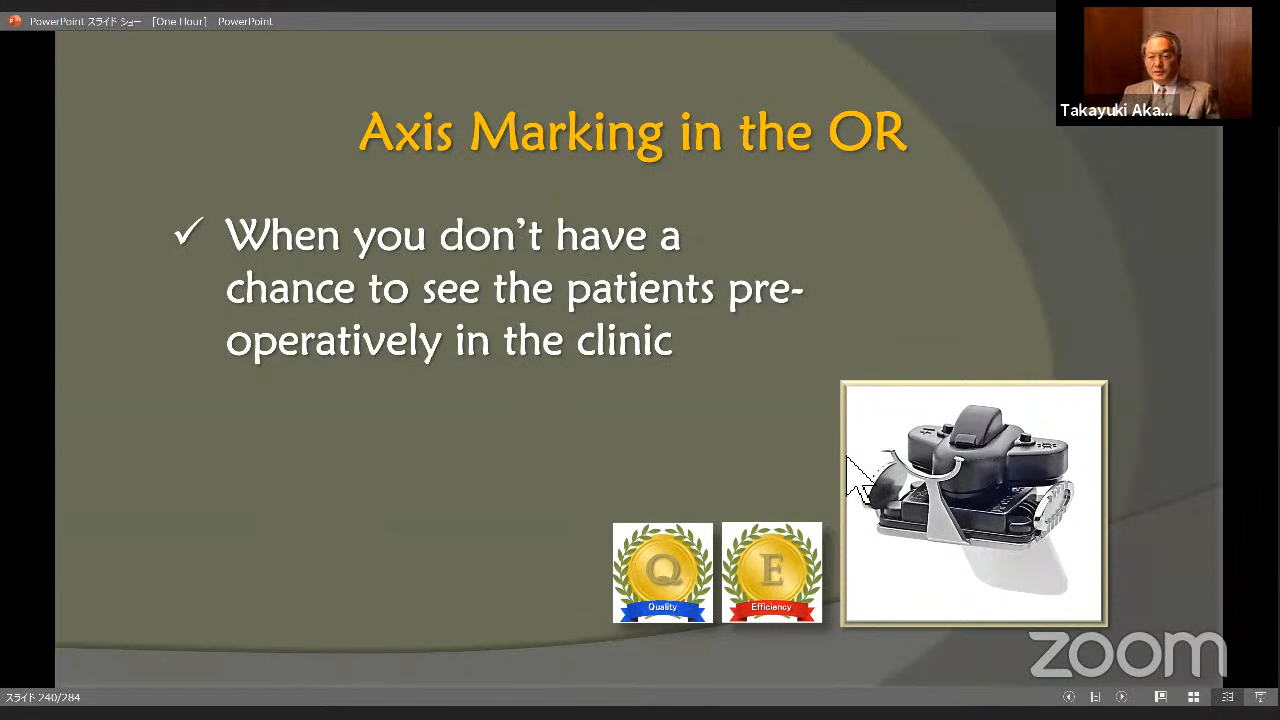 PowerPoint スライド ショー - [One Hour] - PowerPoint
Takayuki Aka...
Axis Marking in the OR
✓ When you don't have a
chance to see the patients pre-
operatively in the clinic
Q
E
Quality
Efficiency
zoom
スライド 240/284